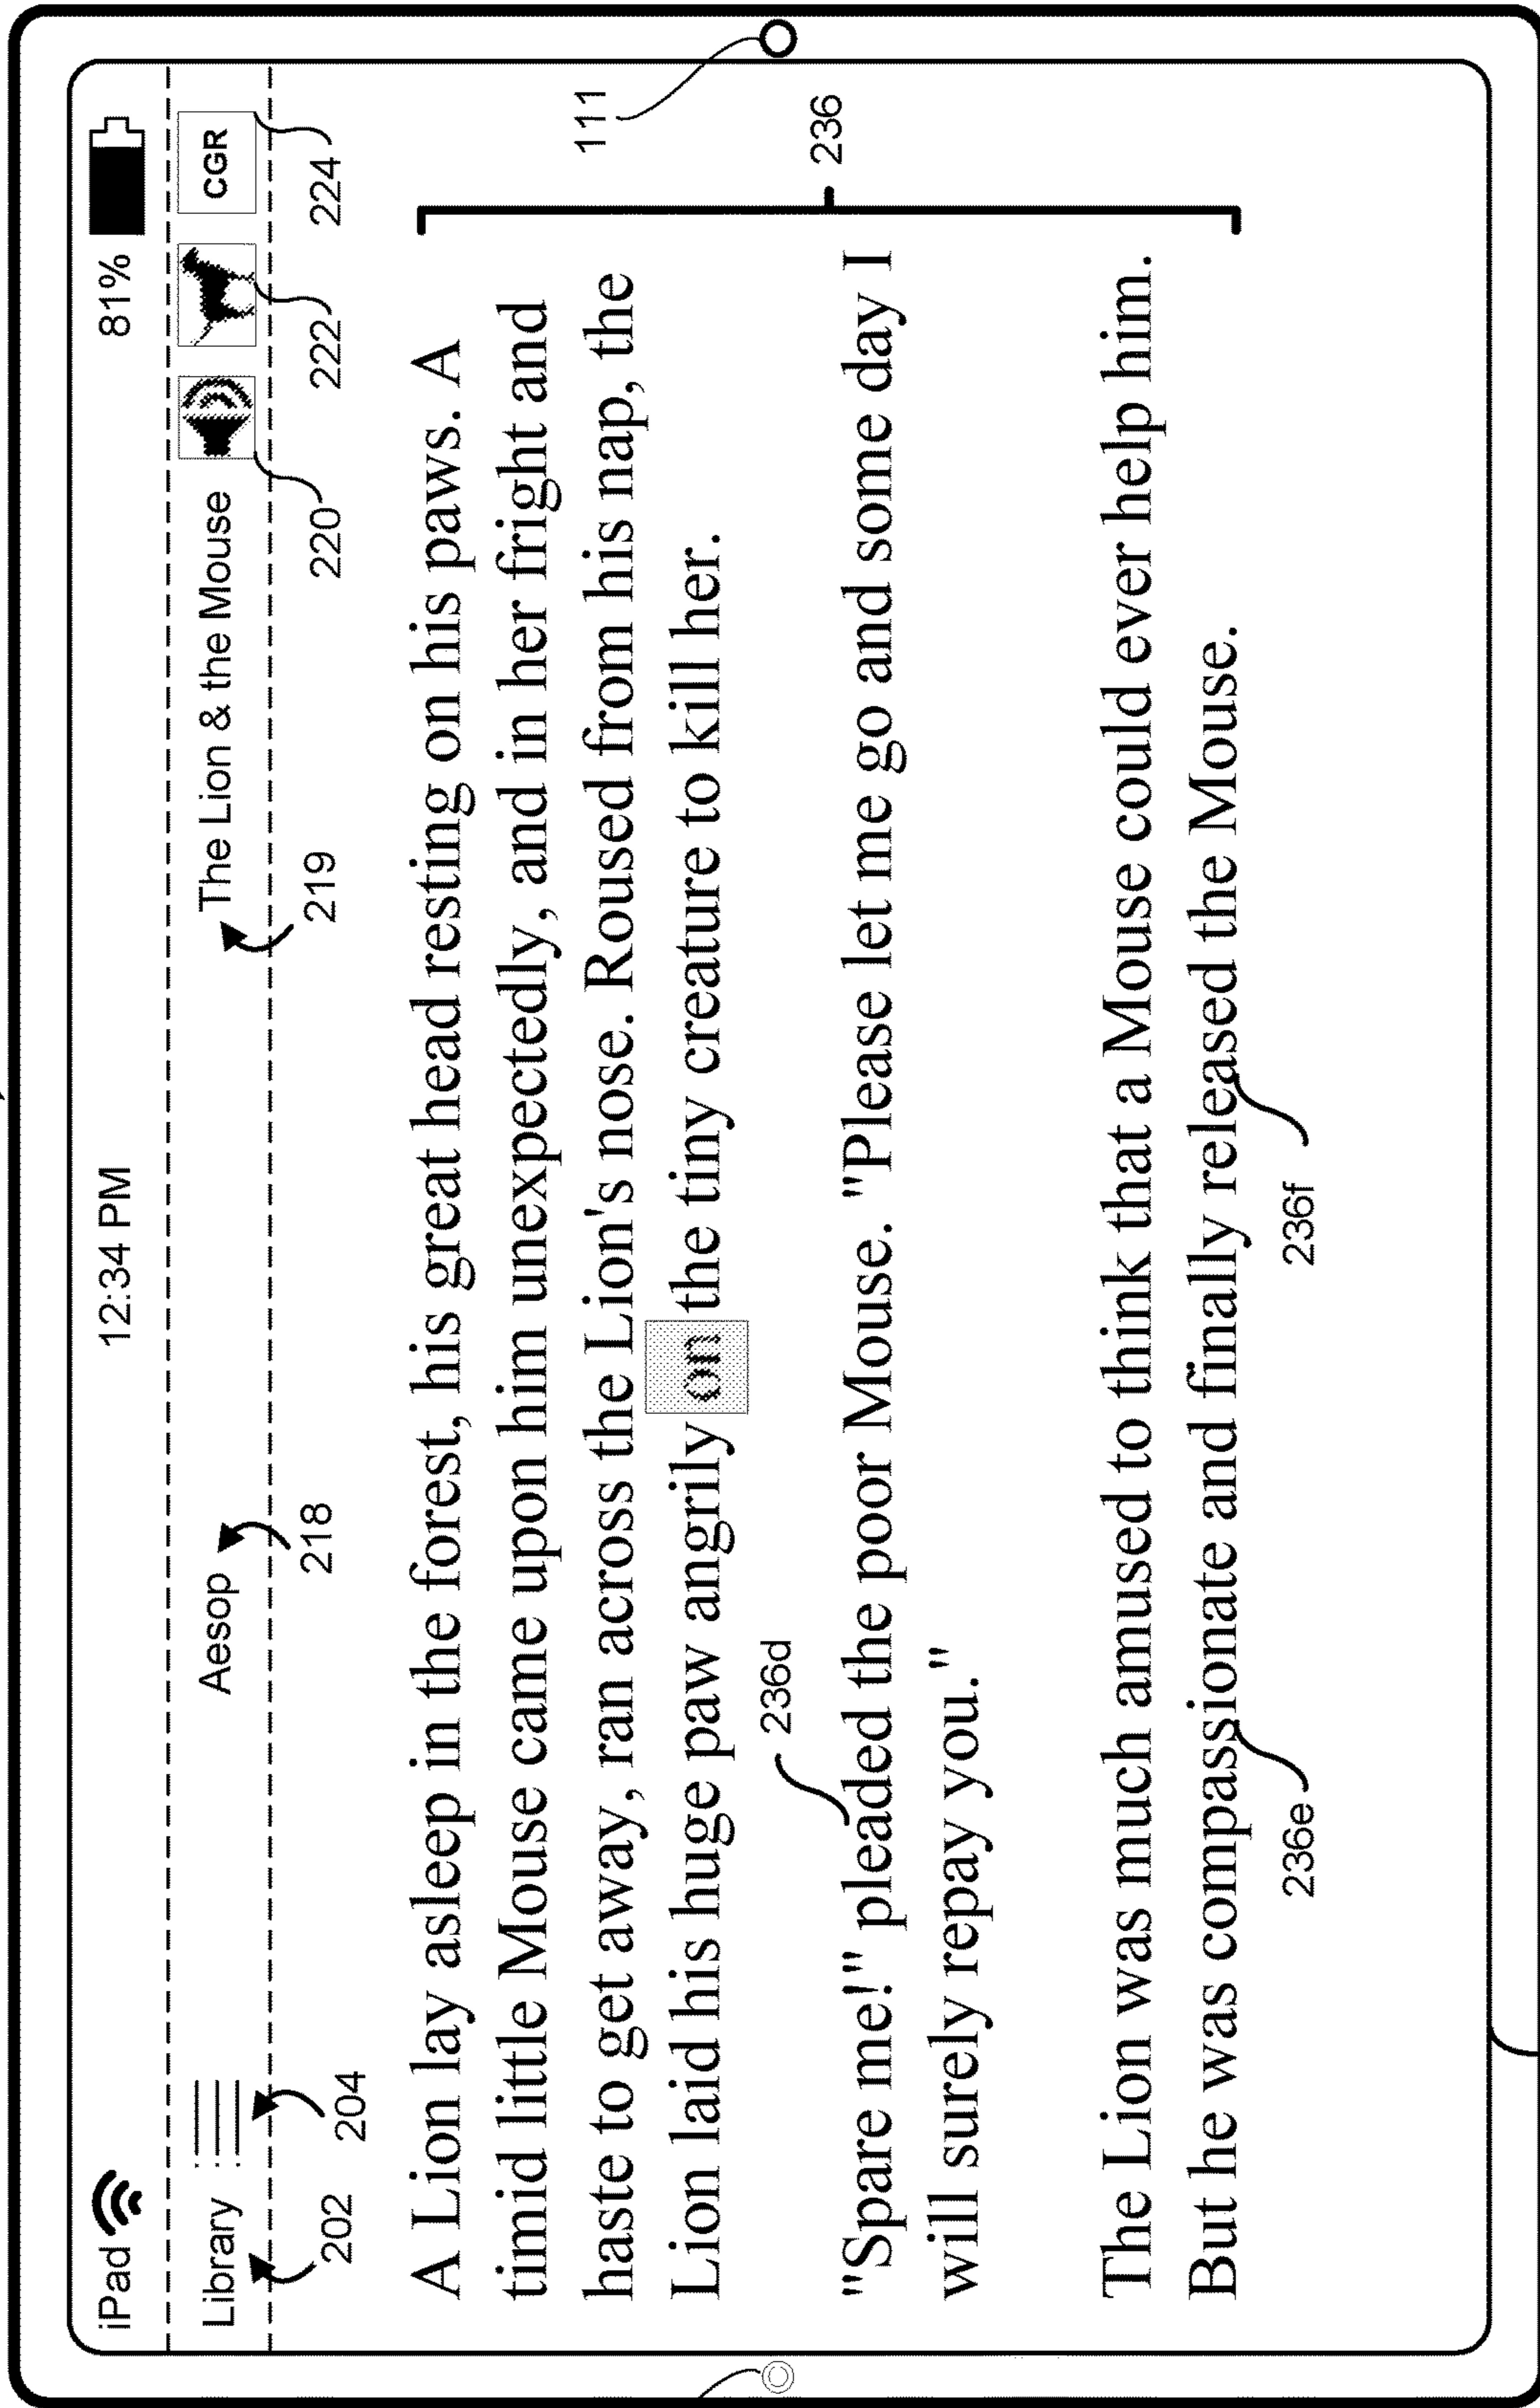 iPad 12:34 PM 81%
Library Aesop The Lion & the Mouse CGR
202 204 218 219 220 222 224
A Lion lay asleep in the forest, his great head resting on his paws. A
timid little Mouse came upon him unexpectedly, and in her fright and
haste to get away, ran across the Lion's nose. Roused from his nap, the
Lion laid his huge paw angrily on the tiny creature to kill her.
111
236d
236
"Spare me!" pleaded the poor Mouse. "Please let me go and some day I
will surely repay you."
The Lion was much amused to think that a Mouse could ever help him.
But he was compassionate and finally released the Mouse.
236e 236f